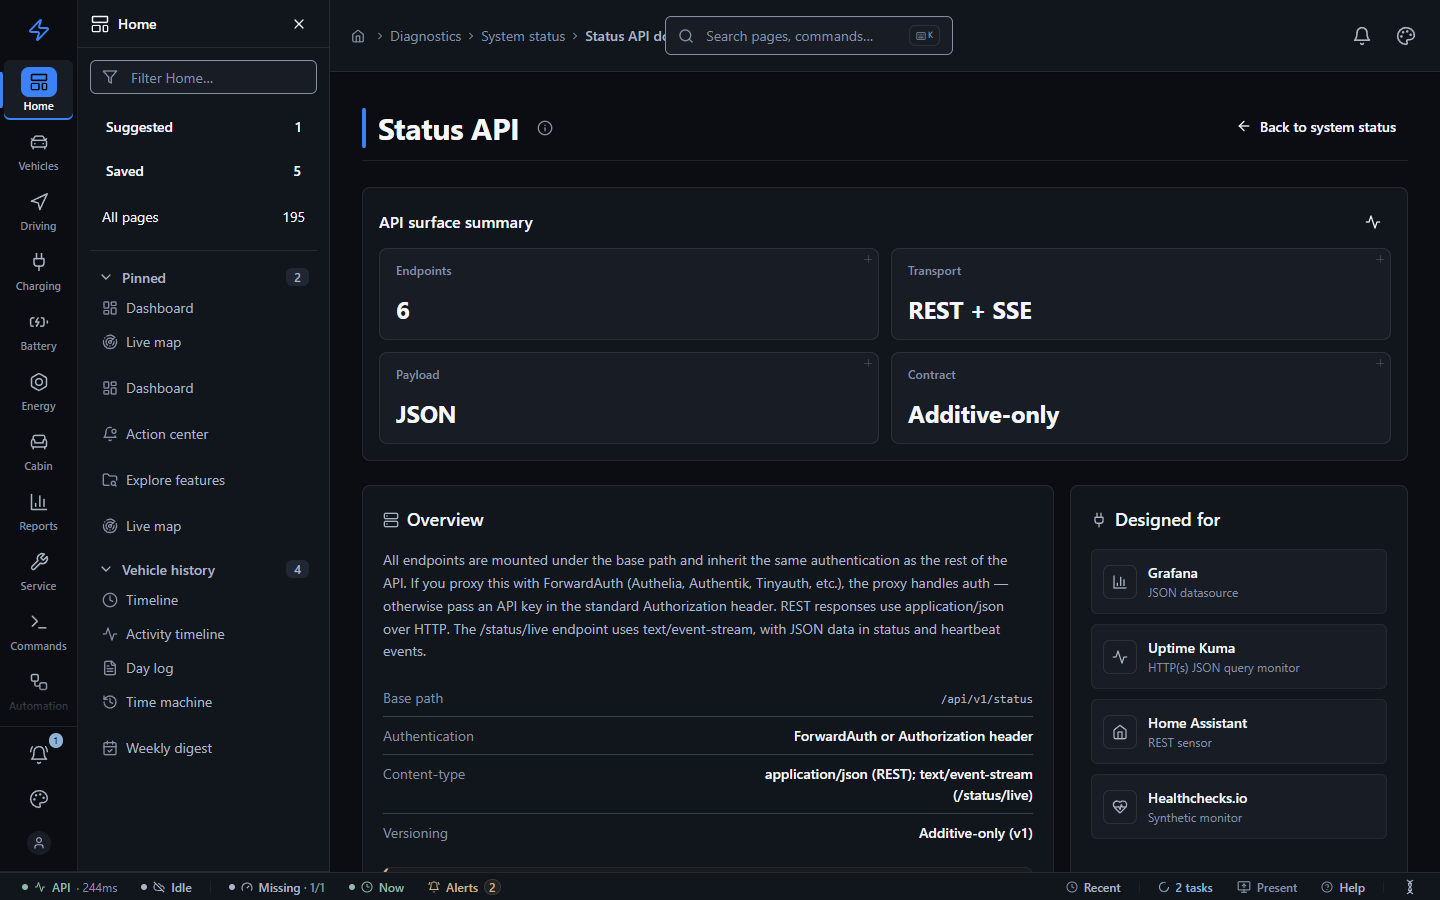 Home
Vehicles
Driving
Charging
Battery
Energy
Cabin
Reports
Service
Commands
Automation
1
Home
Filter Home...
Suggested 1
Saved 5
All pages 195
Pinned 2
Dashboard
Live map
Dashboard
Action center
Explore features
Live map
Vehicle history 4
Timeline
Activity timeline
Day log
Time machine
Weekly digest
Diagnostics > System status > Status API do
Search pages, commands... K
Status API
Back to system status
API surface summary
Endpoints
6
Transport
REST + SSE
Payload
JSON
Contract
Additive-only
Overview
All endpoints are mounted under the base path and inherit the same authentication as the rest of the
API. If you proxy this with ForwardAuth (Authelia, Authentik, Tinyauth, etc.), the proxy handles auth —
otherwise pass an API key in the standard Authorization header. REST responses use application/json
over HTTP. The /status/live endpoint uses text/event-stream, with JSON data in status and heartbeat
events.
Base path /api/v1/status
Authentication ForwardAuth or Authorization header
Content-type application/json (REST); text/event-stream
(/status/live)
Versioning Additive-only (v1)
Designed for
Grafana
JSON datasource
Uptime Kuma
HTTP(s) JSON query monitor
Home Assistant
REST sensor
Healthchecks.io
Synthetic monitor
API · 244ms
Idle
Missing · 1/1
Now
Alerts 2
Recent
2 tasks
Present
Help